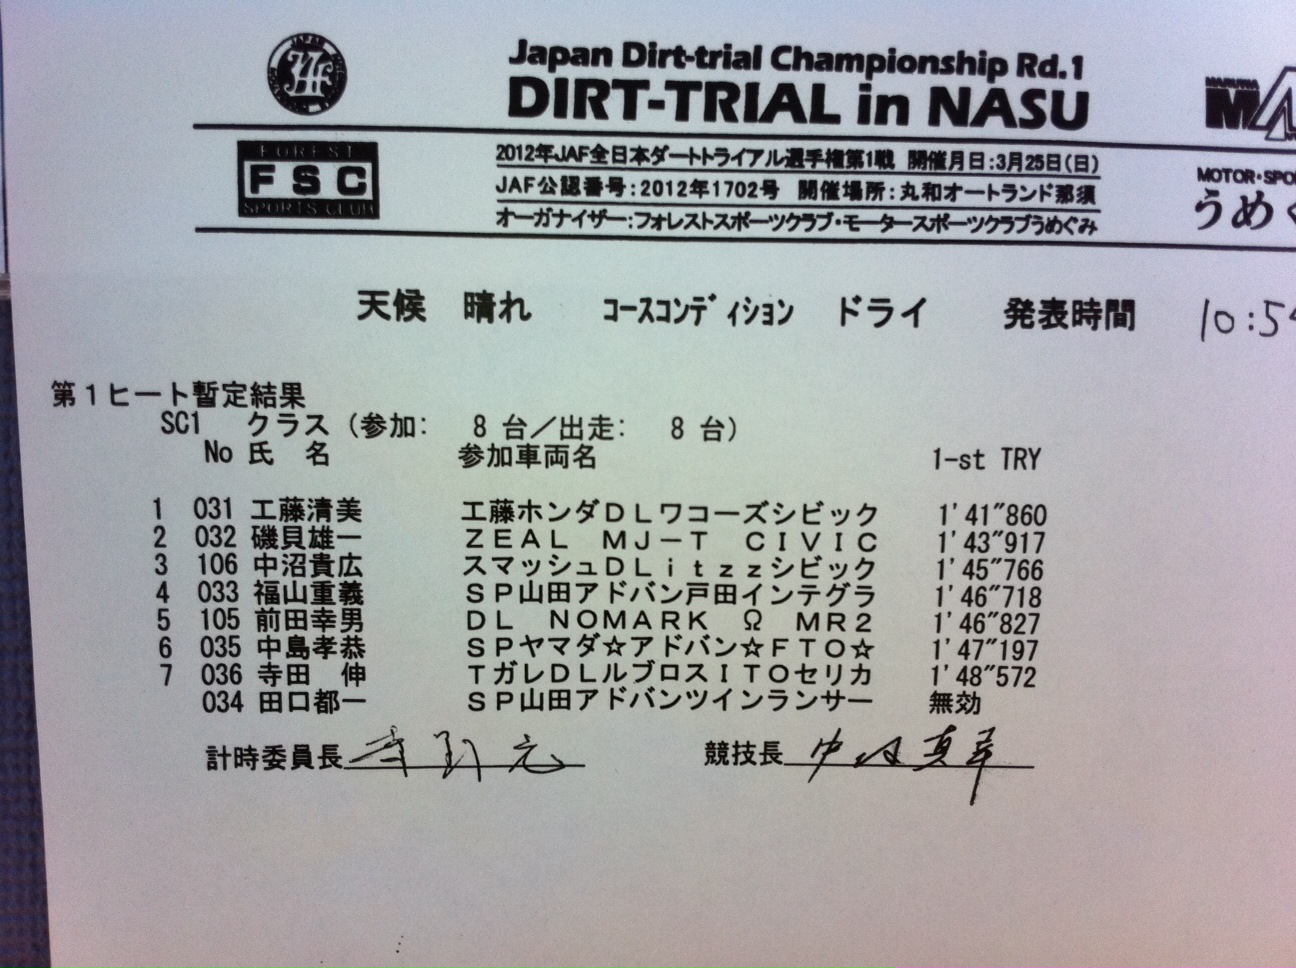 Japan Dirt-trial Championship Rd.1
DIRT-TRIAL in NASU
FOREST
FSC
SPORTS CLUB
2012年JAF全日本ダートトライアル選手権第1戦 開催月日:3月25日(日)
JAF公認番号:2012年1702号 開催場所:丸和オートランド那須
オーガナイザー:フォレストスポーツクラブ・モータースポーツクラブうめぐみ
MARUWA
MOTOR・SPO
うめぐ
天候 晴れ コースコンディション ドライ 発表時間 10:54
第1ヒート暫定結果
SC1 クラス (参加: 8 台/出走: 8 台)
No 氏 名 参加車両名 1-st TRY
1 031 工藤清美 工藤ホンダDLワコーズシビック 1'41"860
2 032 磯貝雄一 ZEAL MJ-T CIVIC 1'43"917
3 106 中沼貴広 スマッシュDLitzzシビック 1'45"766
4 033 福山重義 SP山田アドバン戸田インテグラ 1'46"718
5 105 前田幸男 DL NOMARK Ω MR2 1'46"827
6 035 中島孝恭 SPヤマダ☆アドバン☆FTO☆ 1'47"197
7 036 寺田 伸 TガレDLルブロスITOセリカ 1'48"572
034 田口都一 SP山田アドバンツインランサー 無効
計時委員長 競技長